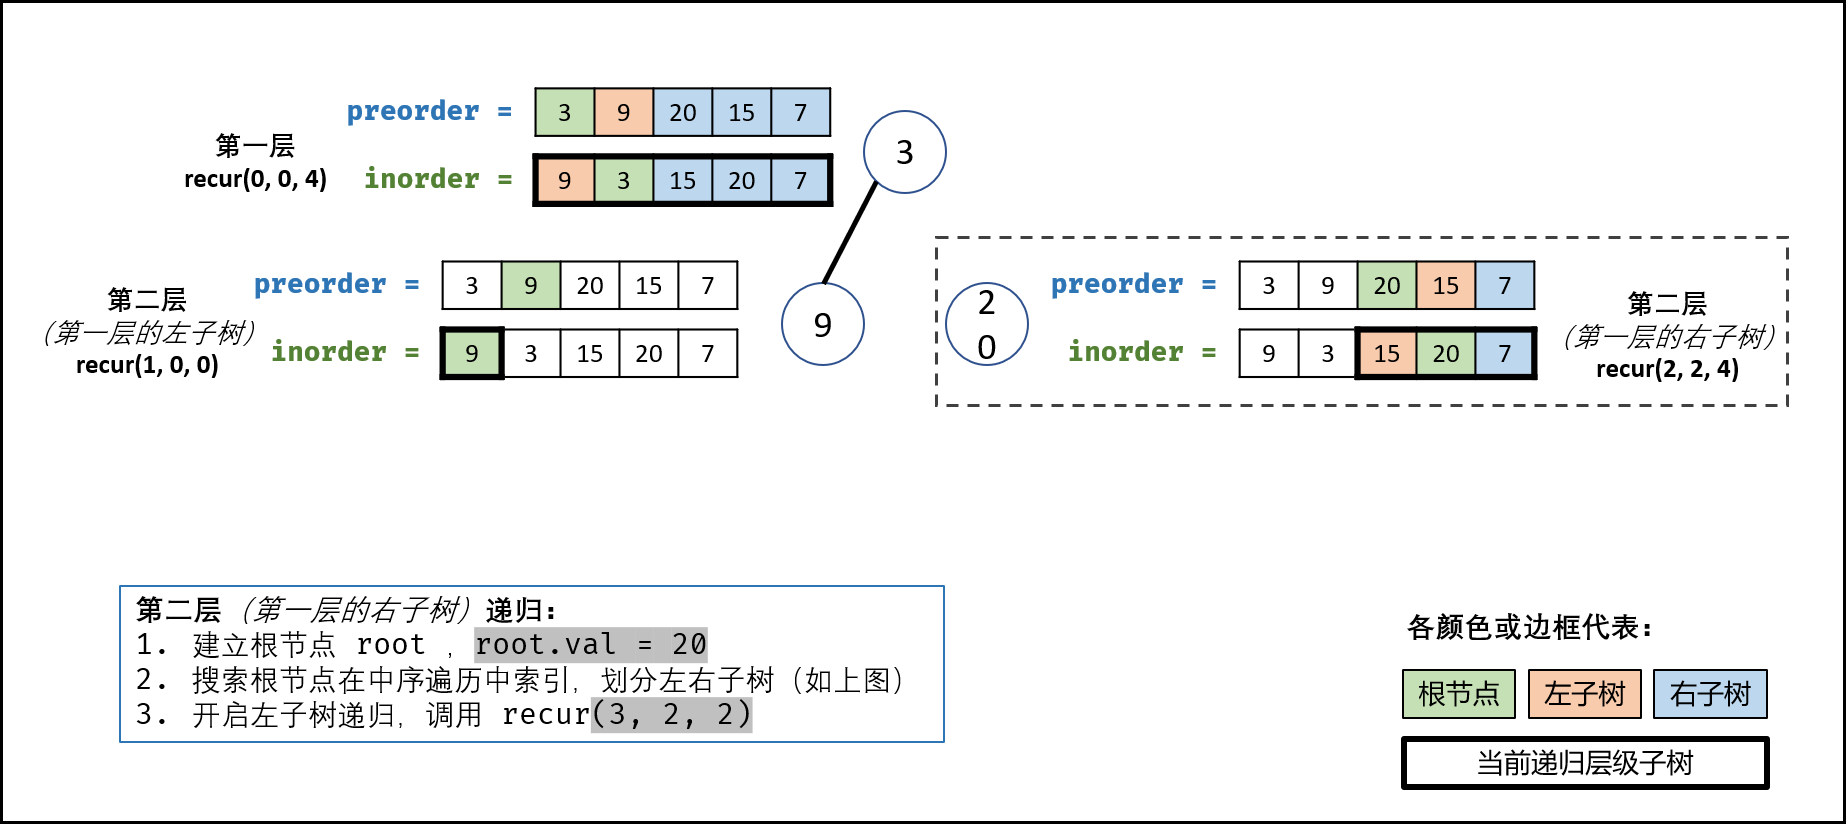 preorder = 3 9 20 15 7
第一层
recur(0, 0, 4)
inorder = 9 3 15 20 7
3
preorder = 3 9 20 15 7
第二层
（第一层的左子树）
recur(1, 0, 0)
inorder = 9 3 15 20 7
9
2
0
preorder = 3 9 20 15 7
inorder = 9 3 15 20 7
第二层
（第一层的右子树）
recur(2, 2, 4)
第二层（第一层的右子树）递归：
1. 建立根节点 root ，root.val = 20
2. 搜索根节点在中序遍历中索引，划分左右子树（如上图）
3. 开启左子树递归，调用 recur(3, 2, 2)
各颜色或边框代表：
根节点 左子树 右子树
当前递归层级子树